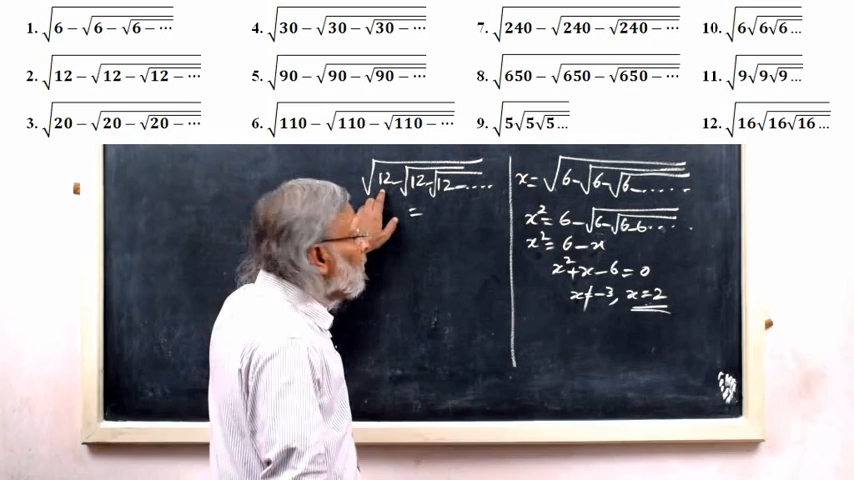 1. √(6 − √(6 − √(6 − ⋯
4. √(30 − √(30 − √(30 − ⋯
7. √(240 − √(240 − √(240 − ⋯
10. √(6√(6√(6 ...
2. √(12 − √(12 − √(12 − ⋯
5. √(90 − √(90 − √(90 − ⋯
8. √(650 − √(650 − √(650 − ⋯
11. √(9√(9√(9 ...
3. √(20 − √(20 − √(20 − ⋯
6. √(110 − √(110 − √(110 − ⋯
9. √(5√(5√(5 ...
12. √(16√(16√(16 ...
√(12-√(12-√(12-....
=
x = √(6-√(6-√(6-.....
x² = 6-√(6-√(6-6....
x² = 6-x
x²+x-6=0
x≠-3, x=2